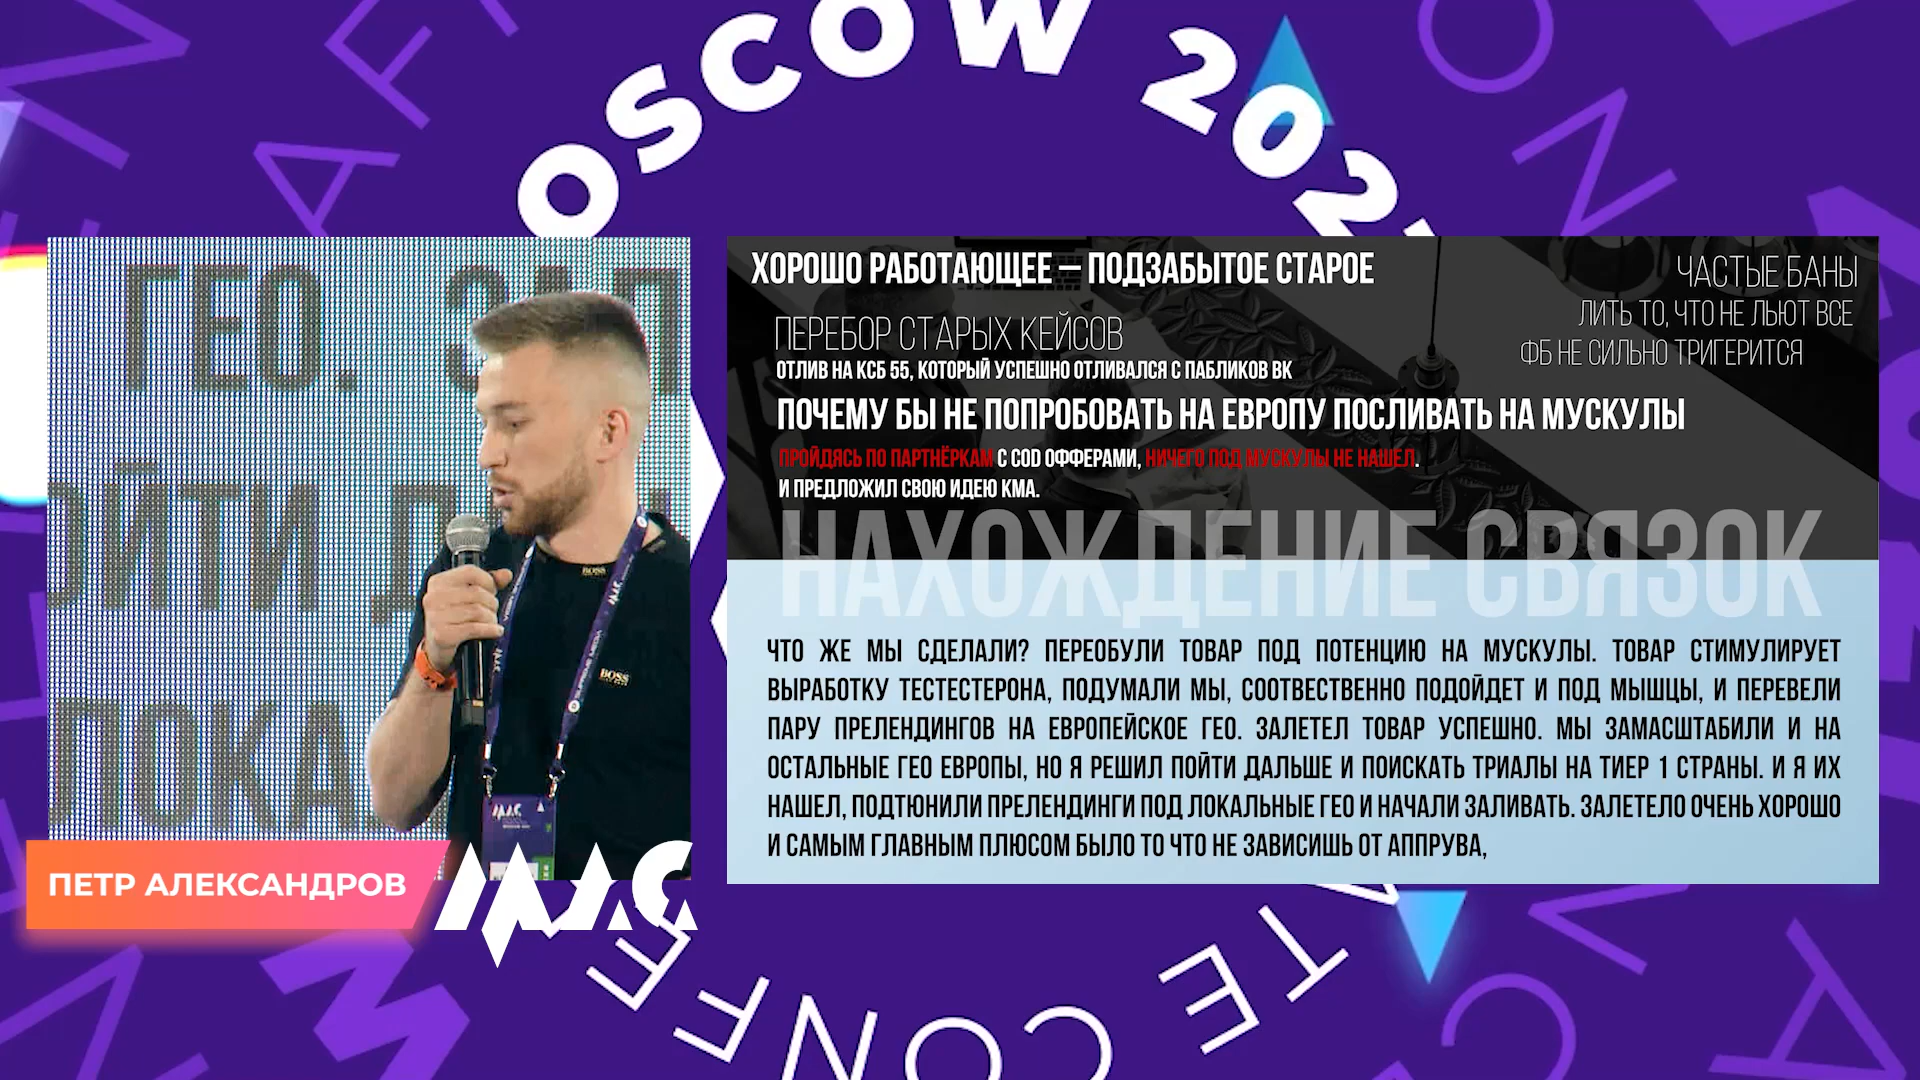 OSCOW 202
ХОРОШО РАБОТАЮЩЕЕ – ПОДЗАБЫТОЕ СТАРОЕ
ЧАСТЫЕ БАНЫ
ЛИТЬ ТО, ЧТО НЕ ЛЬЮТ ВСЕ
ФБ НЕ СИЛЬНО ТРИГЕРИТСЯ
ПЕРЕБОР СТАРЫХ КЕЙСОВ
ОТЛИВ НА КСБ 55, КОТОРЫЙ УСПЕШНО ОТЛИВАЛСЯ С ПАБЛИКОВ ВК
ПОЧЕМУ БЫ НЕ ПОПРОБОВАТЬ НА ЕВРОПУ ПОСЛИВАТЬ НА МУСКУЛЫ
ПРОЙДЯСЬ ПО ПАРТНЁРКАМ С COD ОФФЕРАМИ, НИЧЕГО ПОД МУСКУЛЫ НЕ НАШЕЛ.
И ПРЕДЛОЖИЛ СВОЮ ИДЕЮ КМА.
НАХОЖДЕНИЕ СВЯЗОК
ЧТО ЖЕ МЫ СДЕЛАЛИ? ПЕРЕОБУЛИ ТОВАР ПОД ПОТЕНЦИЮ НА МУСКУЛЫ. ТОВАР СТИМУЛИРУЕТ
ВЫРАБОТКУ ТЕСТЕСТЕРОНА, ПОДУМАЛИ МЫ, СООТВЕСТВЕННО ПОДОЙДЕТ И ПОД МЫШЦЫ, И ПЕРЕВЕЛИ
ПАРУ ПРЕЛЕНДИНГОВ НА ЕВРОПЕЙСКОЕ ГЕО. ЗАЛЕТЕЛ ТОВАР УСПЕШНО. МЫ ЗАМАСШТАБИЛИ И НА
ОСТАЛЬНЫЕ ГЕО ЕВРОПЫ, НО Я РЕШИЛ ПОЙТИ ДАЛЬШЕ И ПОИСКАТЬ ТРИАЛЫ НА ТИЕР 1 СТРАНЫ. И Я ИХ
НАШЕЛ, ПОДТЮНИЛИ ПРЕЛЕНДИНГИ ПОД ЛОКАЛЬНЫЕ ГЕО И НАЧАЛИ ЗАЛИВАТЬ. ЗАЛЕТЕЛО ОЧЕНЬ ХОРОШО
И САМЫМ ГЛАВНЫМ ПЛЮСОМ БЫЛО ТО ЧТО НЕ ЗАВИСИШЬ ОТ АППРУВА,
ГЕО. ЗАЛ
ОЙТИ Д
ЛОКА
BOSS
BOSS
ПЕТР АЛЕКСАНДРОВ
MAC
TE CONFE